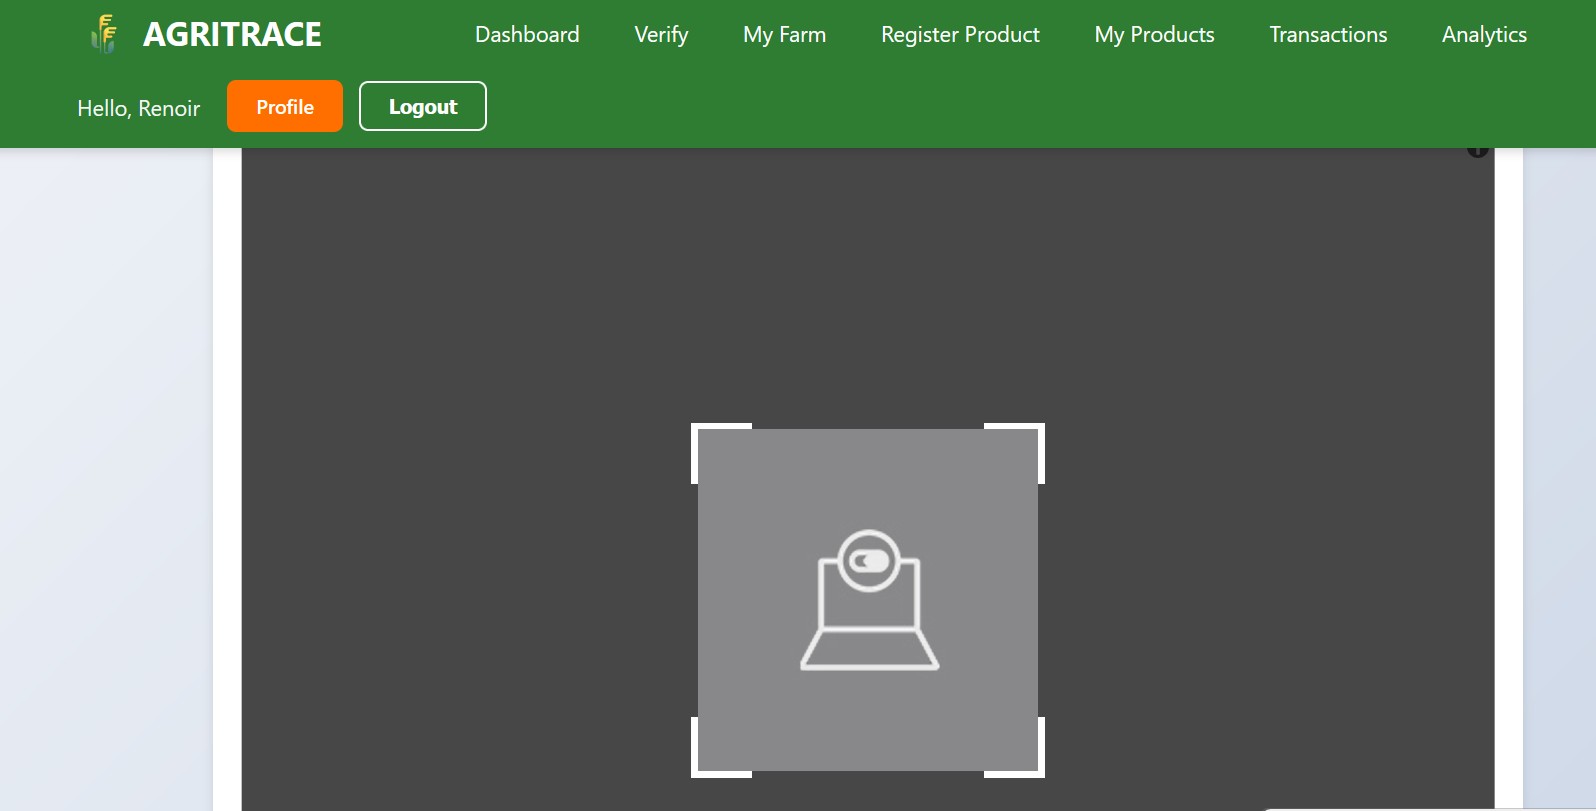 AGRITRACE
Dashboard
Verify
My Farm
Register Product
My Products
Transactions
Analytics
Hello, Renoir
Profile
Logout